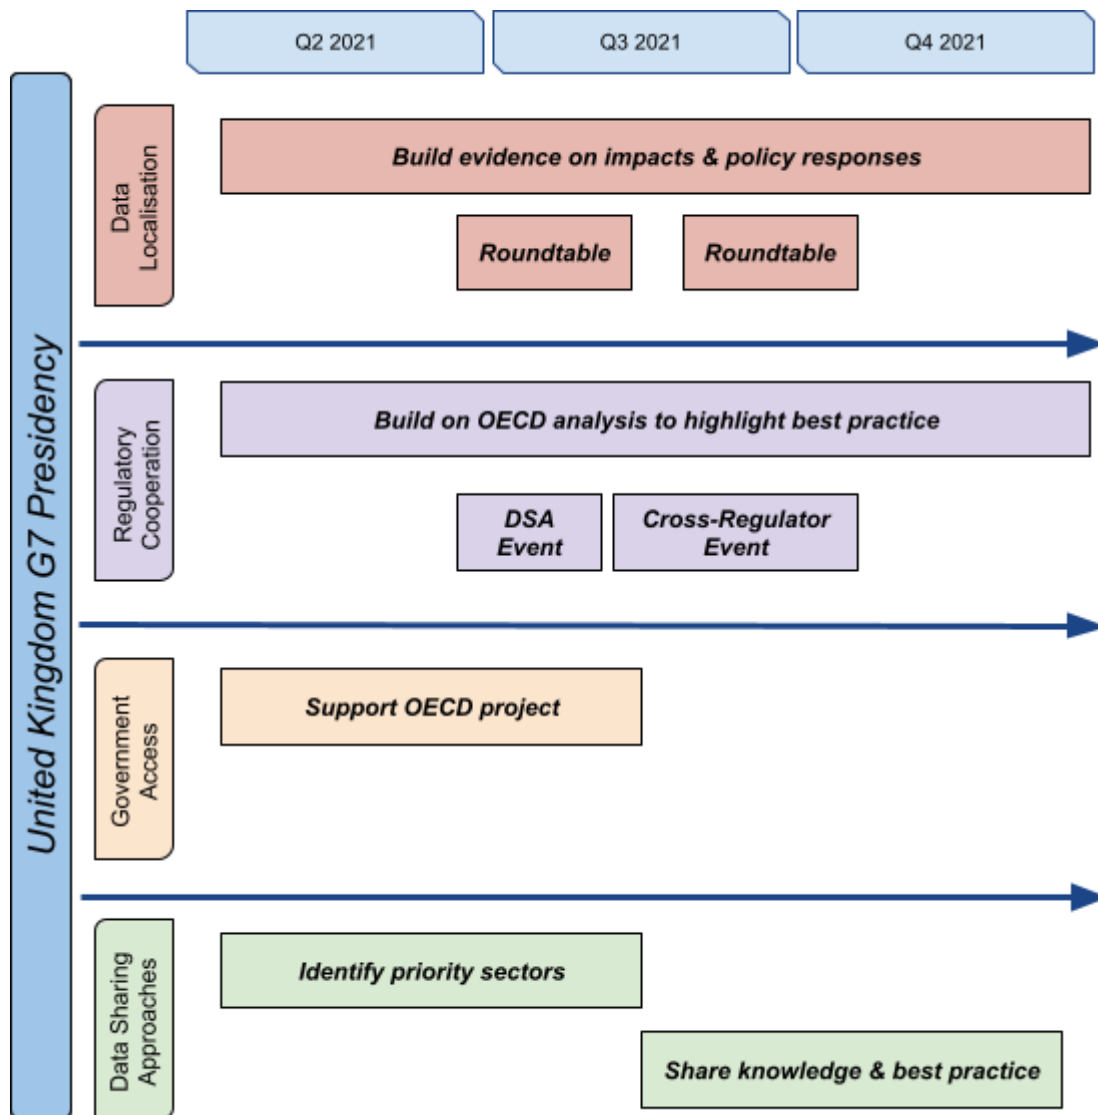 Q2 2021
Q3 2021
Q4 2021
United Kingdom G7 Presidency
Data
Localisation
Build evidence on impacts & policy responses
Roundtable
Roundtable
Regulatory
Cooperation
Build on OECD analysis to highlight best practice
DSA
Event
Cross-Regulator
Event
Government
Access
Support OECD project
Data Sharing
Approaches
Identify priority sectors
Share knowledge & best practice